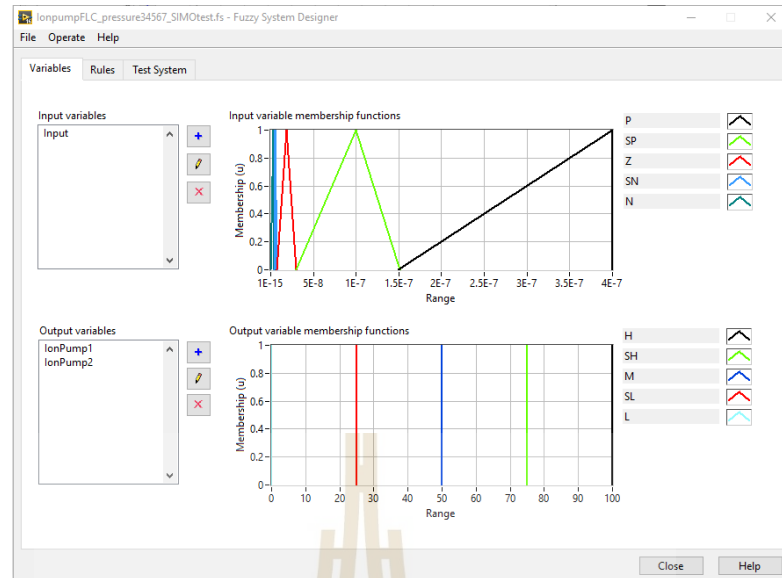 IonpumpFLC_pressure34567_SIMOtest.fs - Fuzzy System Designer
File Operate Help
Variables Rules Test System
Input variables
Input
Input variable membership functions
Membership (u)
1-
0.8-
0.6-
0.4-
0.2-
0-
1E-15 5E-8 1E-7 1.5E-7 2E-7 2.5E-7 3E-7 3.5E-7 4E-7
Range
P
SP
Z
SN
N
Output variables
IonPump1
IonPump2
Output variable membership functions
Membership (u)
1-
0.8-
0.6-
0.4-
0.2-
0-
0 10 20 30 40 50 60 70 80 90 100
Range
H
SH
M
SL
L
Close Help